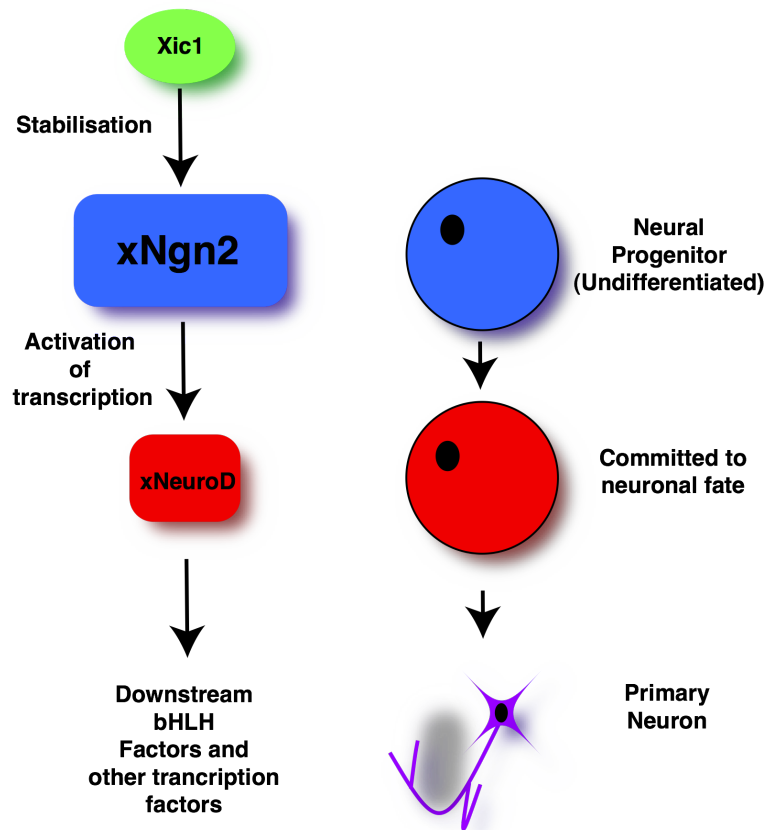 Xic1
Stabilisation
xNgn2
Activation
of
transcription
xNeuroD
Downstream
bHLH
Factors and
other trancription
factors
Neural
Progenitor
(Undifferentiated)
Committed to
neuronal fate
Primary
Neuron